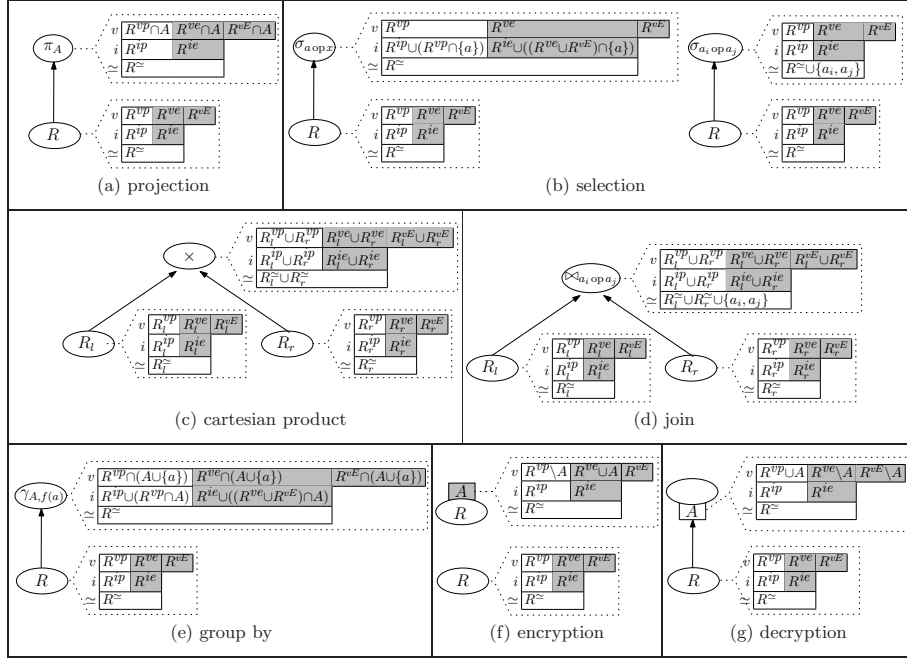 π_A
v R^{vp}∩A R^{ve}∩A R^{vE}∩A
i R^{ip} R^{ie}
≃ R^≃
R
v R^{vp} R^{ve} R^{vE}
i R^{ip} R^{ie}
≃ R^≃
(a) projection
σ_{a op x}
v R^{vp} R^{ve} R^{vE}
i R^{ip}∪(R^{vp}∩{a}) R^{ie}∪((R^{ve}∪R^{vE})∩{a})
≃ R^≃
R
v R^{vp} R^{ve} R^{vE}
i R^{ip} R^{ie}
≃ R^≃
σ_{a_i op a_j}
v R^{vp} R^{ve} R^{vE}
i R^{ip} R^{ie}
≃ R^≃∪{a_i, a_j}
R
v R^{vp} R^{ve} R^{vE}
i R^{ip} R^{ie}
≃ R^≃
(b) selection
×
v R_l^{vp}∪R_r^{vp} R_l^{ve}∪R_r^{ve} R_l^{vE}∪R_r^{vE}
i R_l^{ip}∪R_r^{ip} R_l^{ie}∪R_r^{ie}
≃ R_l^≃∪R_r^≃
R_l
v R_l^{vp} R_l^{ve} R_l^{vE}
i R_l^{ip} R_l^{ie}
≃ R_l^≃
R_r
v R_r^{vp} R_r^{ve} R_r^{vE}
i R_r^{ip} R_r^{ie}
≃ R_r^≃
(c) cartesian product
⋈_{a_i op a_j}
v R_l^{vp}∪R_r^{vp} R_l^{ve}∪R_r^{ve} R_l^{vE}∪R_r^{vE}
i R_l^{ip}∪R_r^{ip} R_l^{ie}∪R_r^{ie}
≃ R_l^≃∪R_r^≃∪{a_i, a_j}
R_l
v R_l^{vp} R_l^{ve} R_l^{vE}
i R_l^{ip} R_l^{ie}
≃ R_l^≃
R_r
v R_r^{vp} R_r^{ve} R_r^{vE}
i R_r^{ip} R_r^{ie}
≃ R_r^≃
(d) join
γ_{A,f(a)}
v R^{vp}∩(A∪{a}) R^{ve}∩(A∪{a}) R^{vE}∩(A∪{a})
i R^{ip}∪(R^{vp}∩A) R^{ie}∪((R^{ve}∪R^{vE})∩A)
≃ R^≃
R
v R^{vp} R^{ve} R^{vE}
i R^{ip} R^{ie}
≃ R^≃
(e) group by
A
R
v R^{vp}\A R^{ve}∪A R^{vE}
i R^{ip} R^{ie}
≃ R^≃
R
v R^{vp} R^{ve} R^{vE}
i R^{ip} R^{ie}
≃ R^≃
(f) encryption
A
v R^{vp}∪A R^{ve}\A R^{vE}\A
i R^{ip} R^{ie}
≃ R^≃
R
v R^{vp} R^{ve} R^{vE}
i R^{ip} R^{ie}
≃ R^≃
(g) decryption